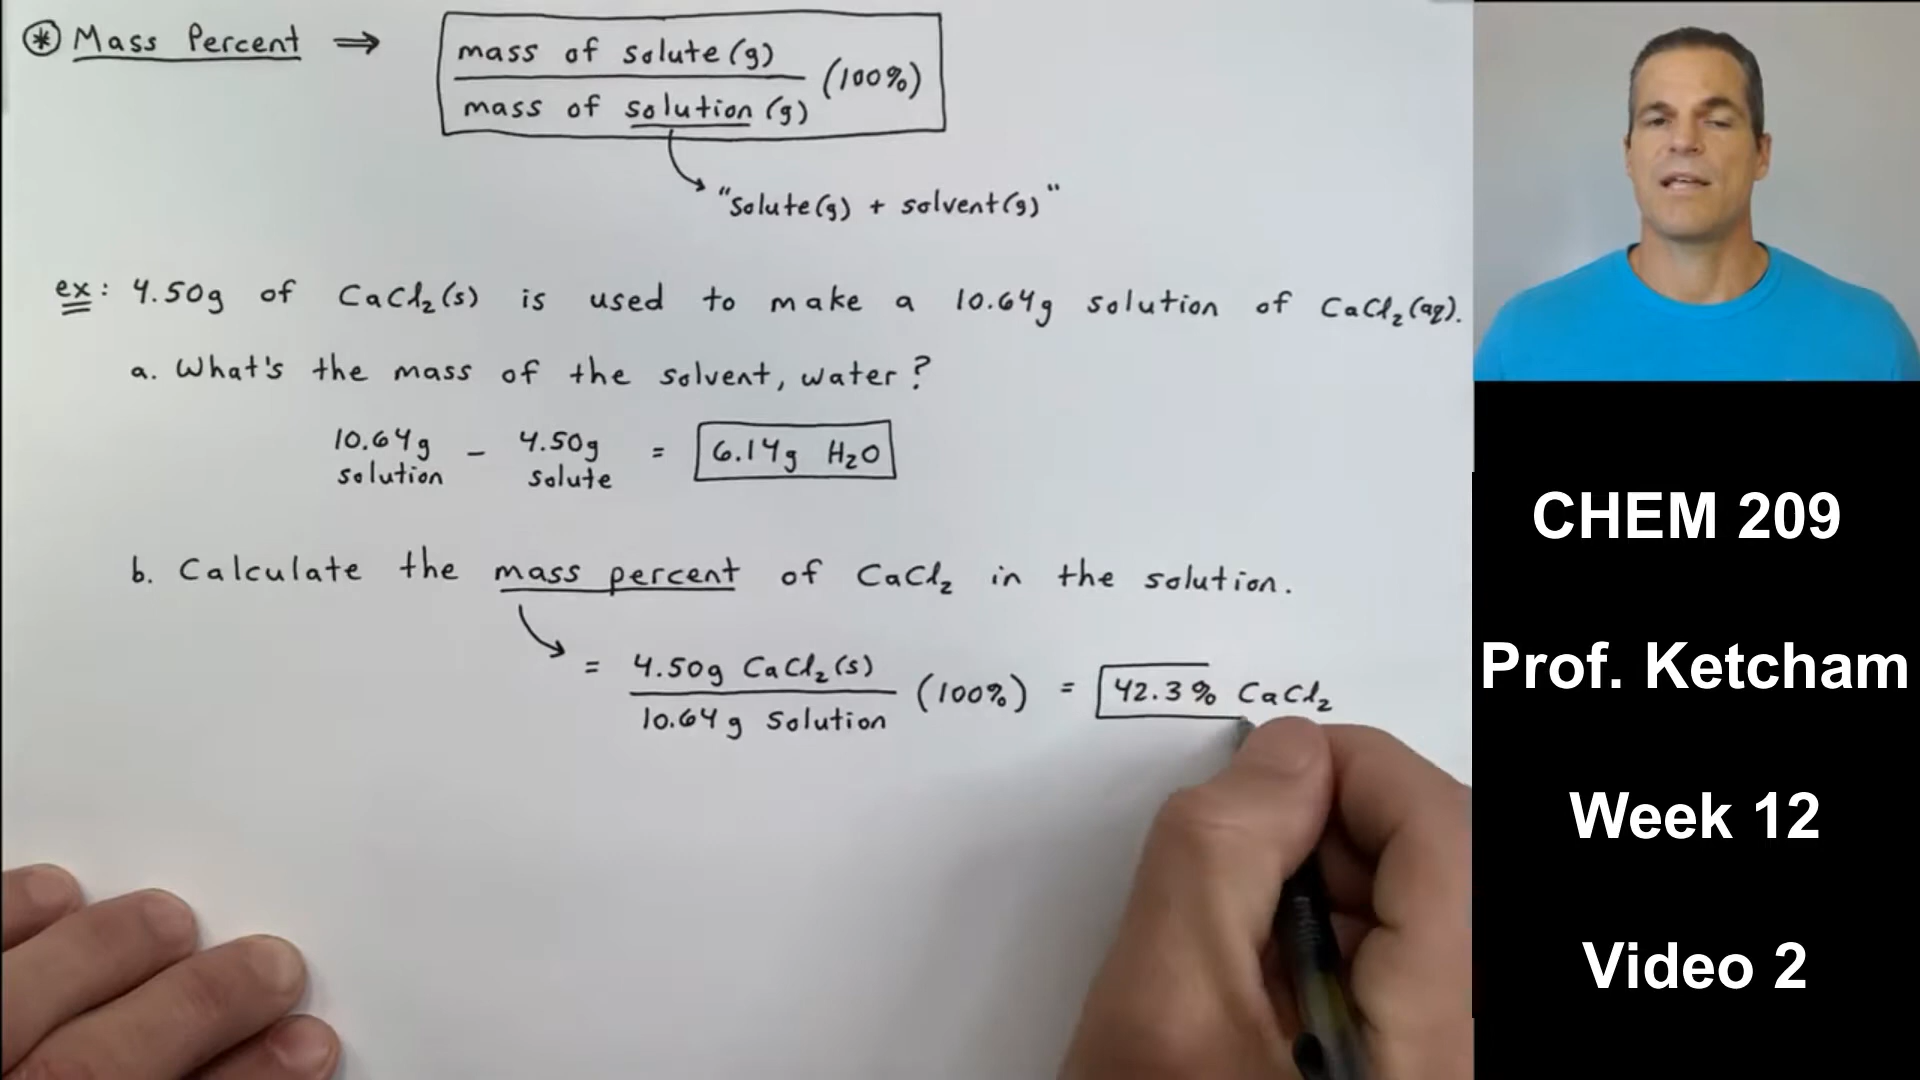 ⊛ Mass Percent ⇒
mass of solute (g)
mass of solution (g)
(100%)
"solute(g) + solvent(g)"
ex: 4.50g of CaCl₂(s) is used to make a 10.64g solution of CaCl₂(aq).
a. What's the mass of the solvent, water?
10.64g solution − 4.50g solute = 6.14g H₂O
b. Calculate the mass percent of CaCl₂ in the solution.
= 4.50g CaCl₂(s)
10.64g solution
(100%) = 42.3% CaCl₂
CHEM 209
Prof. Ketcham
Week 12
Video 2